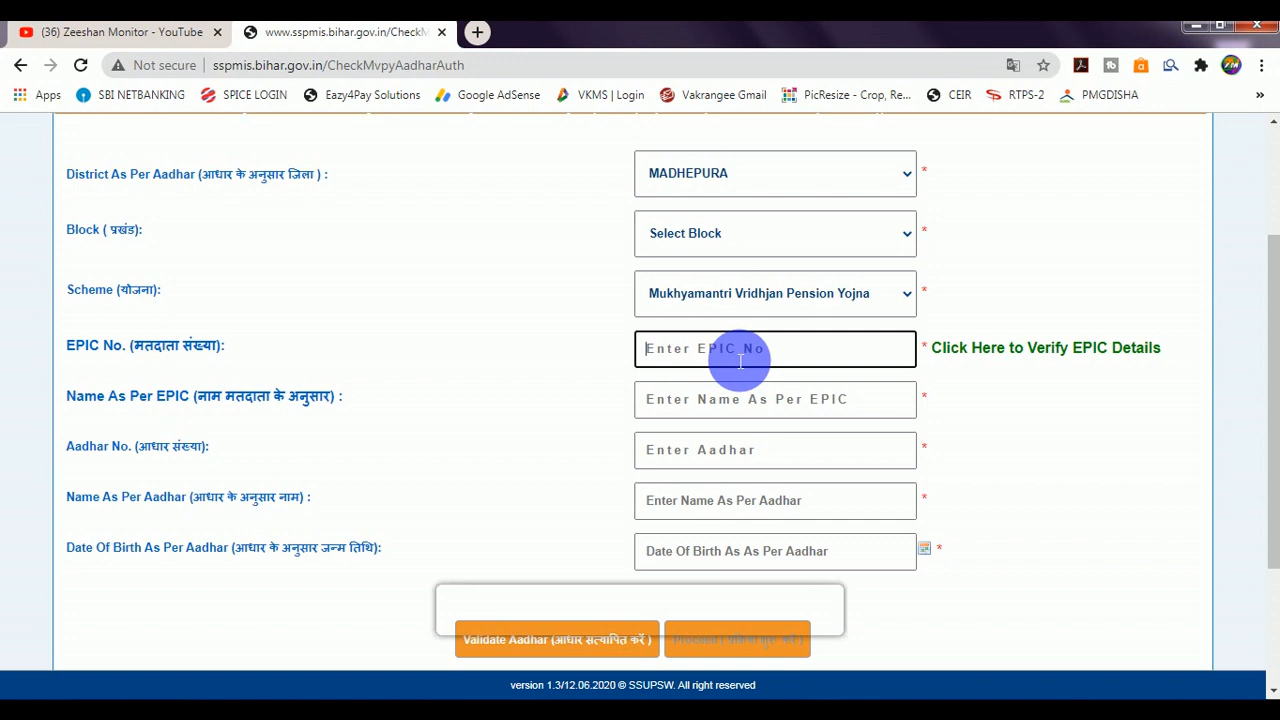 (36) Zeeshan Monitor - YouTube
www.sspmis.bihar.gov.in/CheckM
Not secure sspmis.bihar.gov.in/CheckMvpyAadharAuth
Apps SBI NETBANKING SPICE LOGIN Eazy4Pay Solutions Google AdSense VKMS | Login Vakrangee Gmail PicResize - Crop, Re... CEIR RTPS-2 PMGDISHA »
District As Per Aadhar (आधार के अनुसार जिला ) : MADHEPURA *
Block ( प्रखंड): Select Block *
Scheme (योजना): Mukhyamantri Vridhjan Pension Yojna *
EPIC No. (मतदाता संख्या): Enter EPIC No * Click Here to Verify EPIC Details
Name As Per EPIC (नाम मतदाता के अनुसार) : Enter Name As Per EPIC *
Aadhar No. (आधार संख्या): Enter Aadhar *
Name As Per Aadhar (आधार के अनुसार नाम) : Enter Name As Per Aadhar *
Date Of Birth As Per Aadhar (आधार के अनुसार जन्म तिथि): Date Of Birth As As Per Aadhar *
Validate Aadhar (आधार सत्यापित करें )
version 1.3/12.06.2020 © SSUPSW. All right reserved